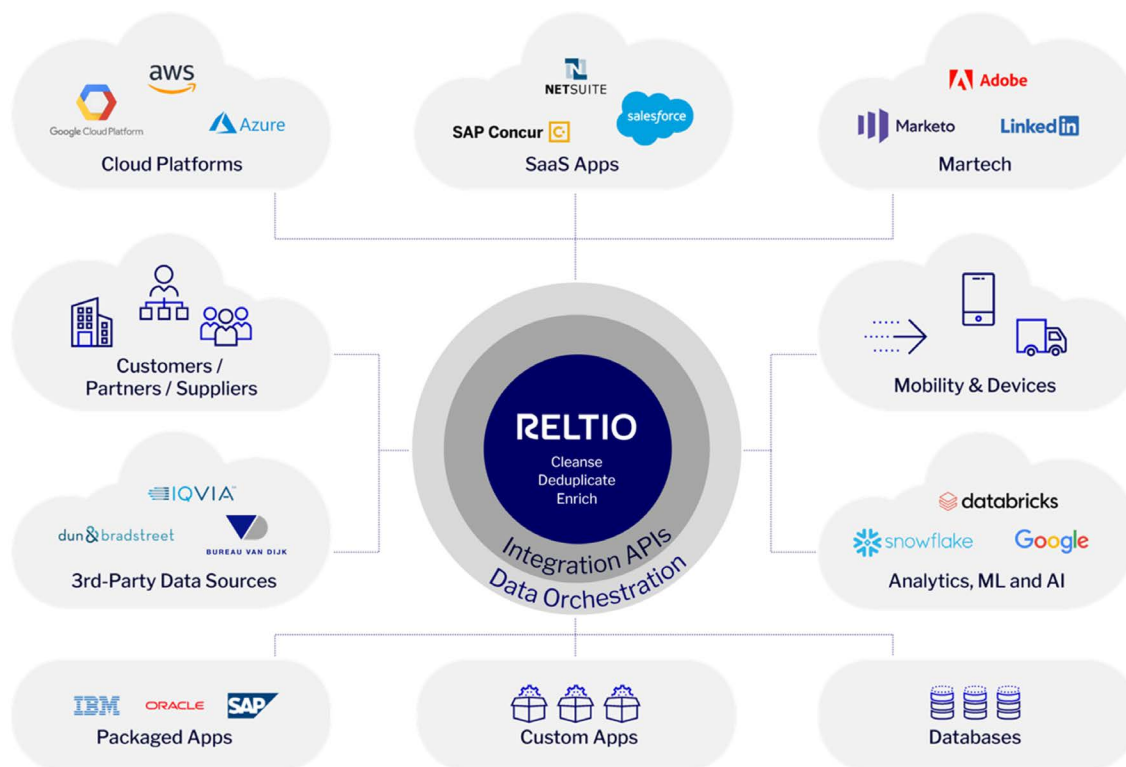 aws
Google Cloud Platform
Azure
Cloud Platforms
N
NETSUITE
SAP Concur C
salesforce
SaaS Apps
Adobe
Marketo
Linked in
Martech
Customers /
Partners / Suppliers
Mobility & Devices
RELTIO
Cleanse
Deduplicate
Enrich
Integration APIs
Data Orchestration
IQVIA
dun & bradstreet
BUREAU VAN DIJK
3rd-Party Data Sources
databricks
snowflake
Google
Analytics, ML and AI
IBM
ORACLE
SAP
Packaged Apps
Custom Apps
Databases